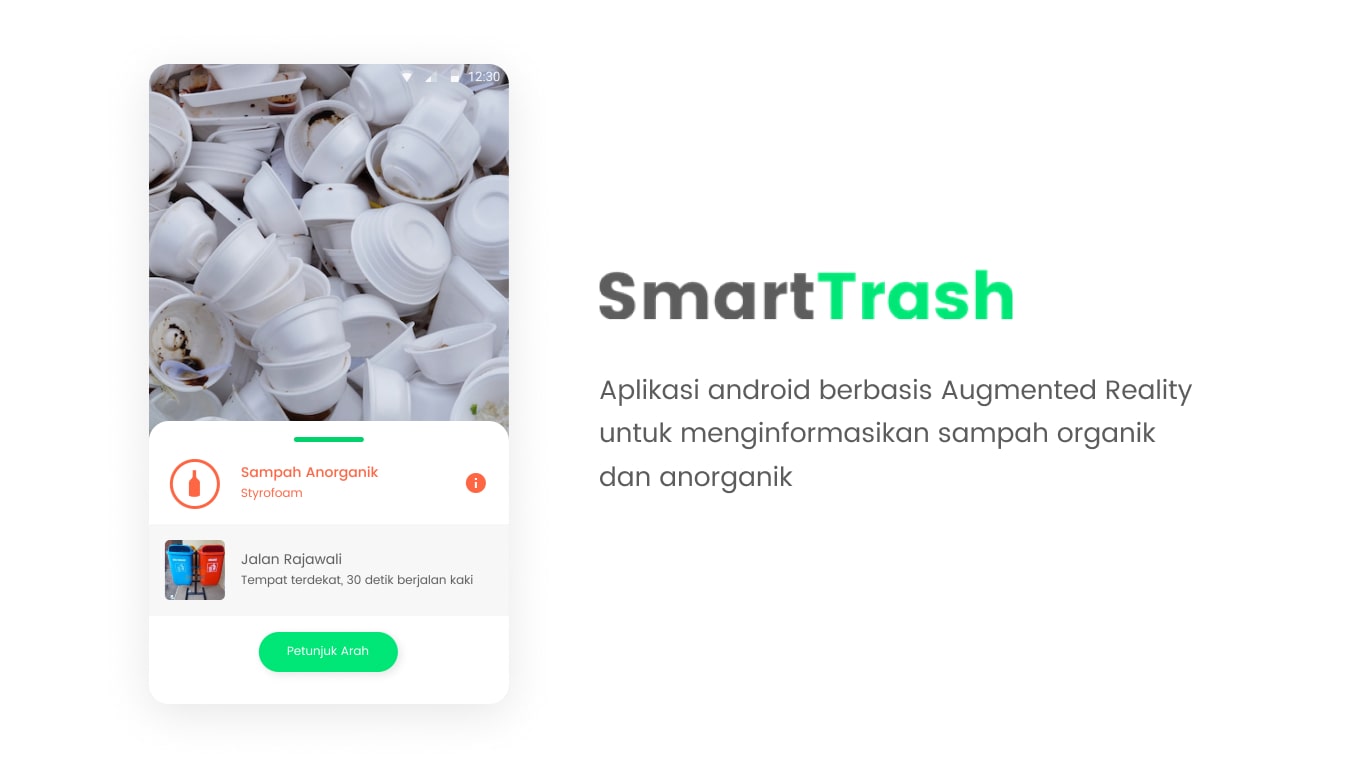 12:30
Sampah Anorganik
Styrofoam
Jalan Rajawali
Tempat terdekat, 30 detik berjalan kaki
Petunjuk Arah
SmartTrash
Aplikasi android berbasis Augmented Reality
untuk menginformasikan sampah organik
dan anorganik